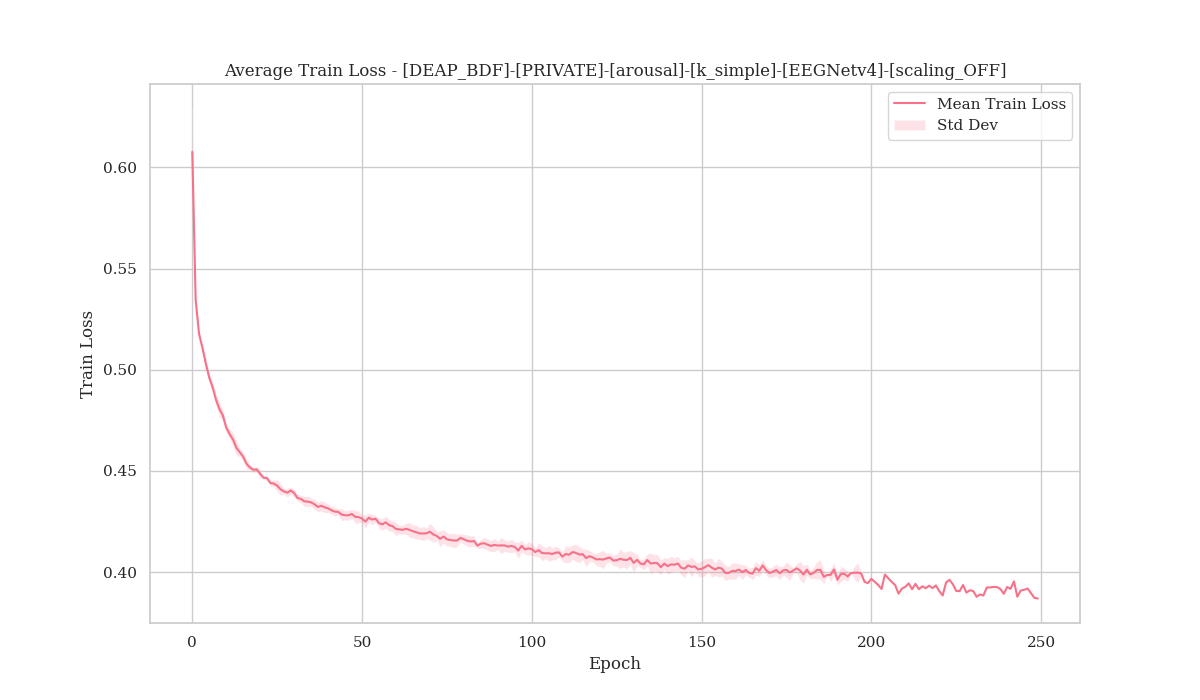 Average Train Loss - [DEAP_BDF]-[PRIVATE]-[arousal]-[k_simple]-[EEGNetv4]-[scaling_OFF]
Mean Train Loss
Std Dev
0.60
0.55
0.50
0.45
0.40
Train Loss
0 50 100 150 200 250
Epoch